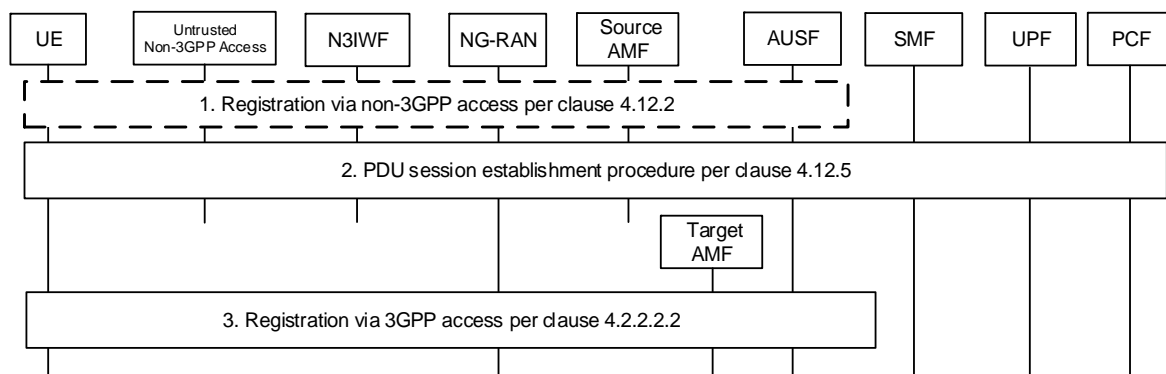 UE
Untrusted
Non-3GPP Access
N3IWF
NG-RAN
Source
AMF
AUSF
SMF
UPF
PCF
1. Registration via non-3GPP access per clause 4.12.2
2. PDU session establishment procedure per clause 4.12.5
Target
AMF
3. Registration via 3GPP access per clause 4.2.2.2.2